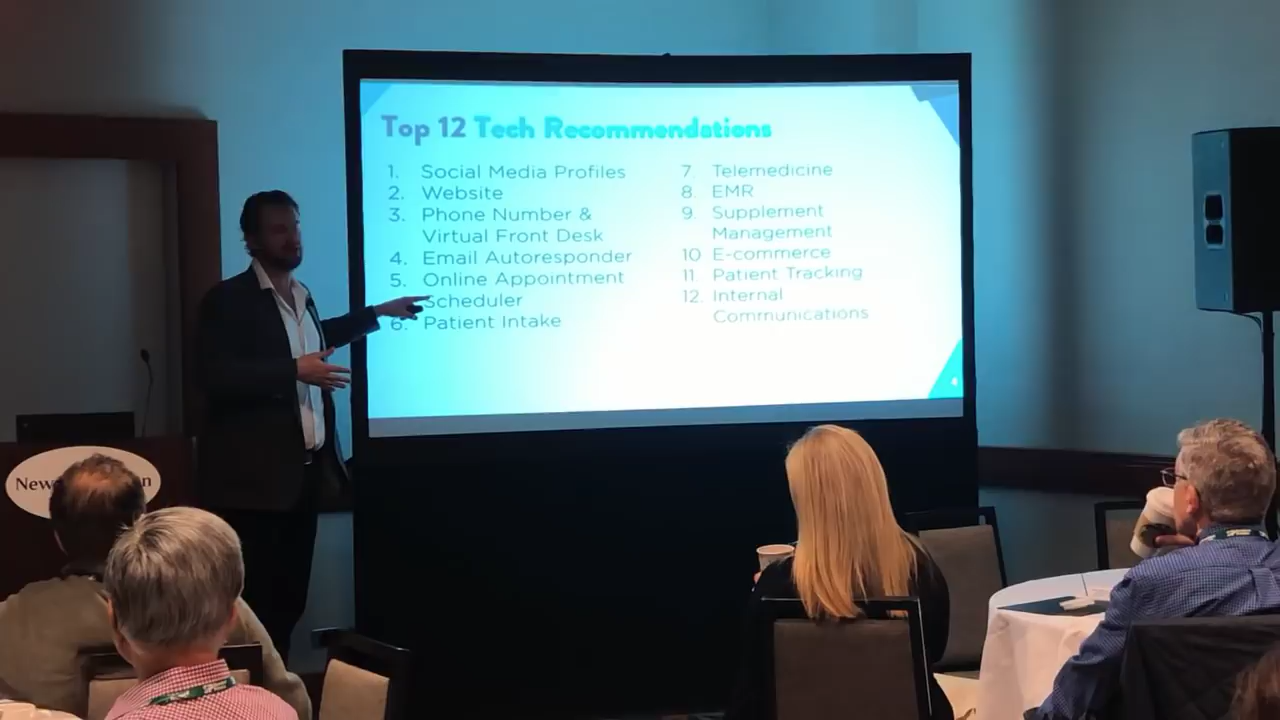 Top 12 Tech Recommendations
1. Social Media Profiles
2. Website
3. Phone Number &
Virtual Front Desk
4. Email Autoresponder
5. Online Appointment
Scheduler
6. Patient Intake
7. Telemedicine
8. EMR
9. Supplement
Management
10 E-commerce
11. Patient Tracking
12. Internal
Communications
4